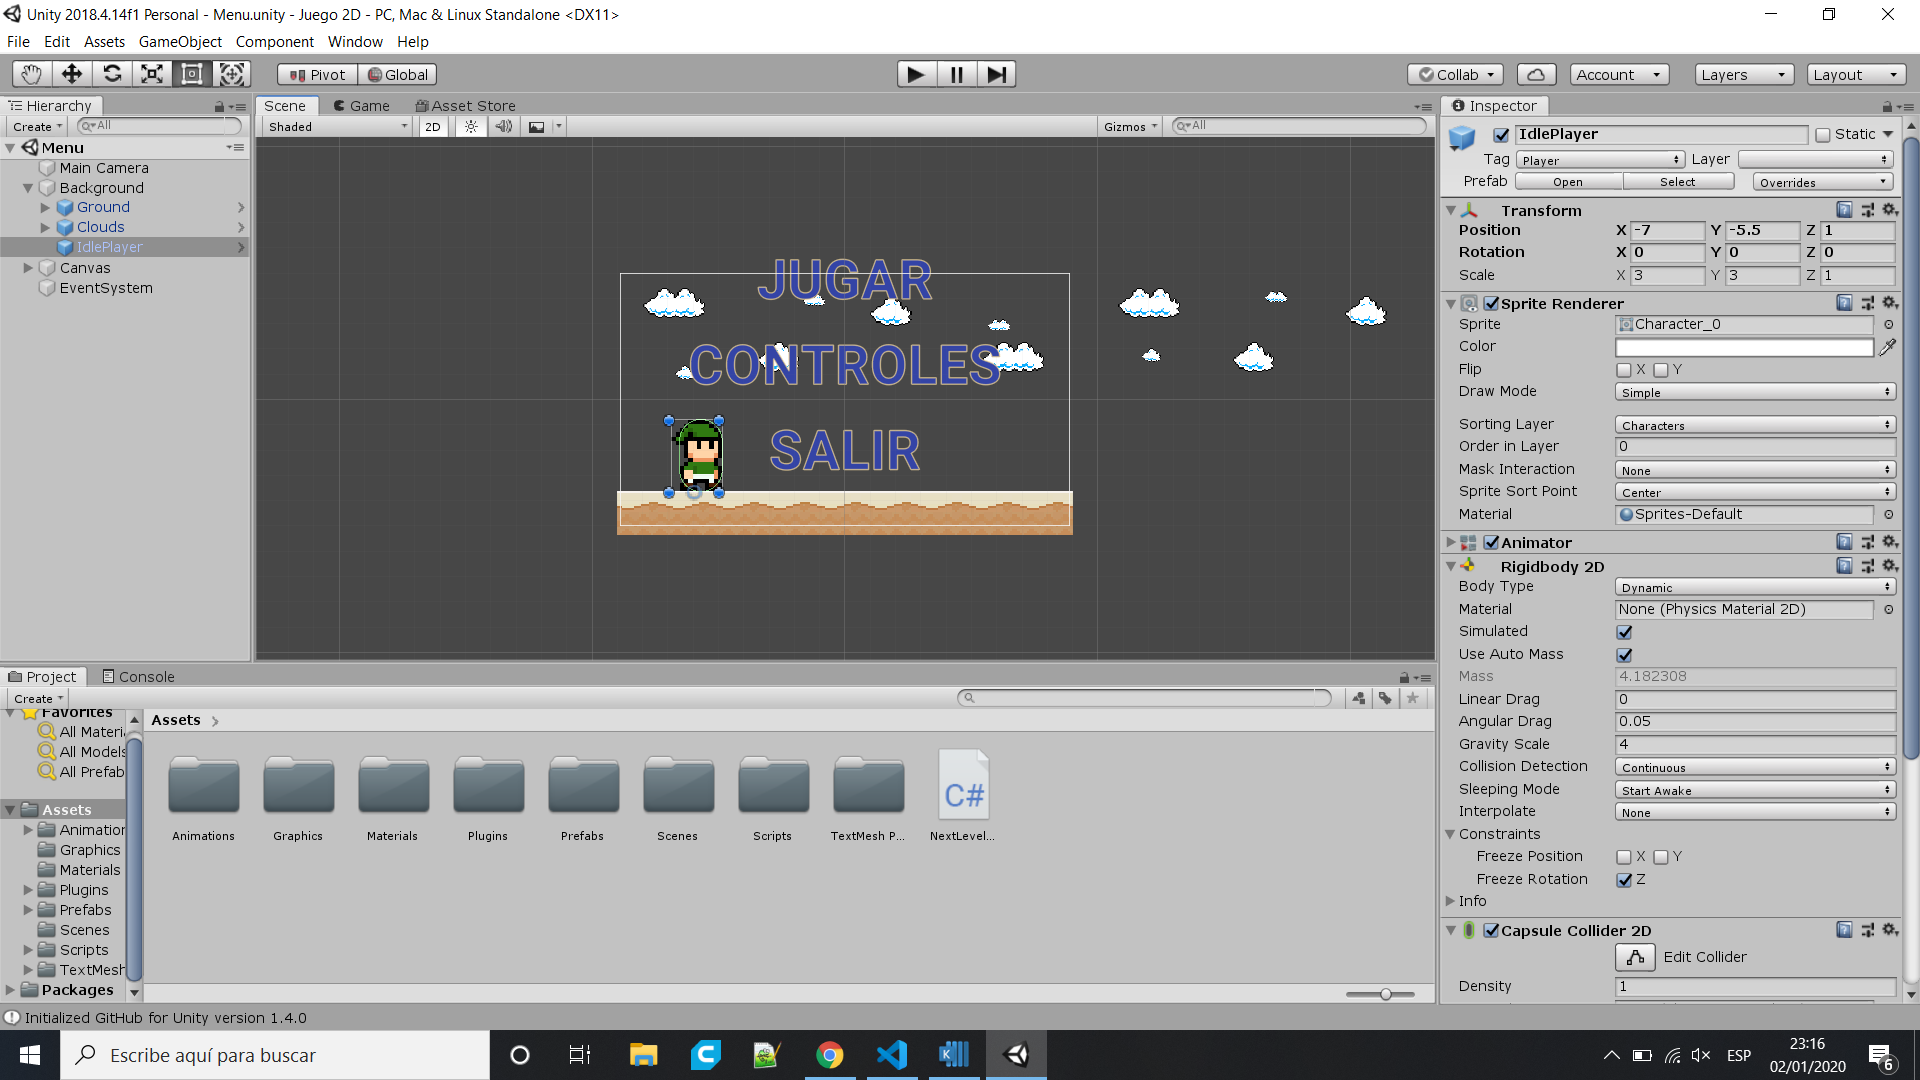 Unity 2018.4.14f1 Personal - Menu.unity - Juego 2D - PC, Mac & Linux Standalone <DX11>
File Edit Assets GameObject Component Window Help
Pivot Global Collab Account Layers Layout
Hierarchy
Create All
Menu
Main Camera
Background
Ground
Clouds
IdlePlayer
Canvas
EventSystem
Scene Game Asset Store
Shaded 2D Gizmos All
JUGAR
CONTROLES
SALIR
Inspector
IdlePlayer Static
Tag Player Layer
Prefab Open Select Overrides
Transform
Position X -7 Y -5.5 Z 1
Rotation X 0 Y 0 Z 0
Scale X 3 Y 3 Z 1
Sprite Renderer
Sprite Character_0
Color
Flip X Y
Draw Mode Simple
Sorting Layer Characters
Order in Layer 0
Mask Interaction None
Sprite Sort Point Center
Material Sprites-Default
Animator
Rigidbody 2D
Body Type Dynamic
Material None (Physics Material 2D)
Simulated
Use Auto Mass
Mass 4.182308
Linear Drag 0
Angular Drag 0.05
Gravity Scale 4
Collision Detection Continuous
Sleeping Mode Start Awake
Interpolate None
Constraints
Freeze Position X Y
Freeze Rotation Z
Info
Capsule Collider 2D
Edit Collider
Density 1
Project Console
Create
Favorites
All Materi
All Models
All Prefab
Assets
Animation
Graphics
Materials
Plugins
Prefabs
Scenes
Scripts
TextMesh
Packages
Assets
Animations Graphics Materials Plugins Prefabs Scenes Scripts TextMesh P... NextLevel...
C#
Initialized GitHub for Unity version 1.4.0
Escribe aquí para buscar
ESP
23:16
02/01/2020
6